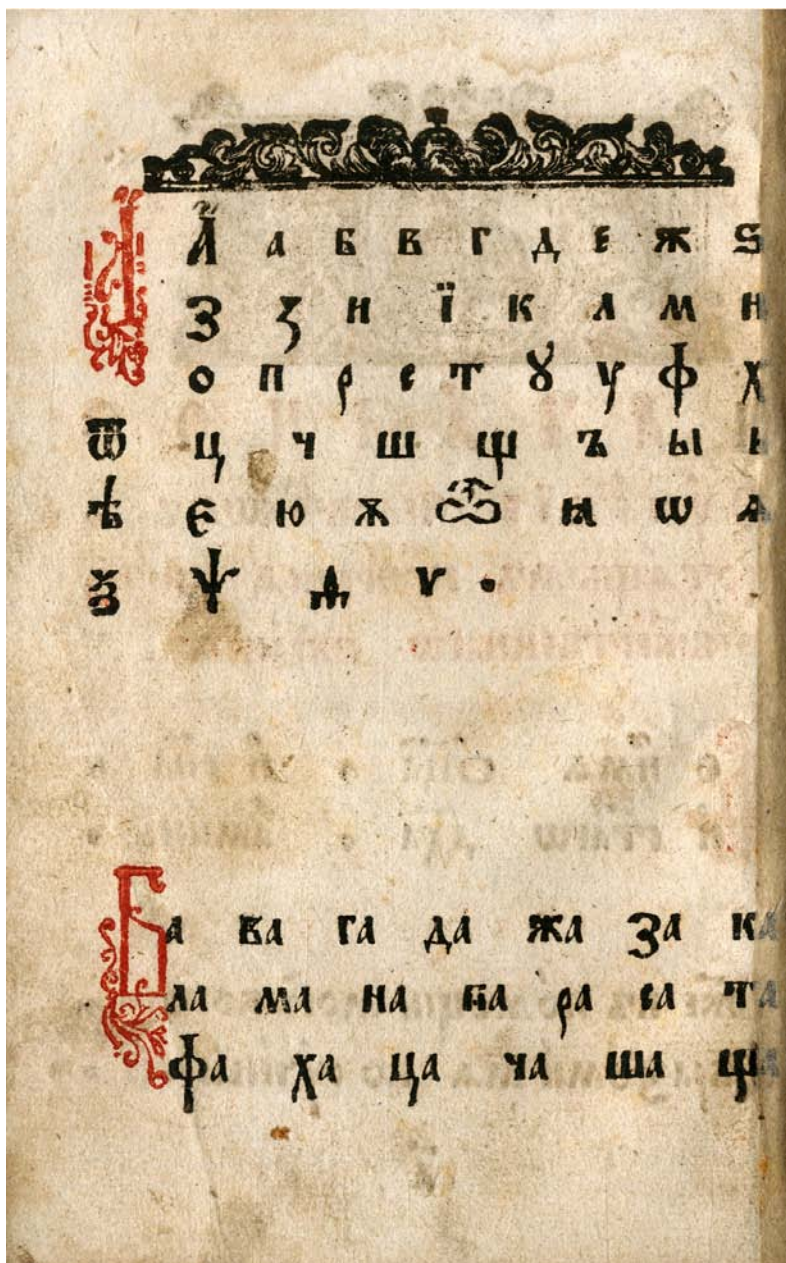 А҆ а б в г д е ж ѕ
З з и ї к л м н
о п р с т ꙋ у ф х
ѿ ц ч ш щ ъ ы ь
ѣ є ю ѫ ѽ ꙗ ѡ ѧ
ѯ ѱ ѳ ѵ .
Ба ва га да жа за ка
ла ма на па ра са та
фа ха ца ча ша ща